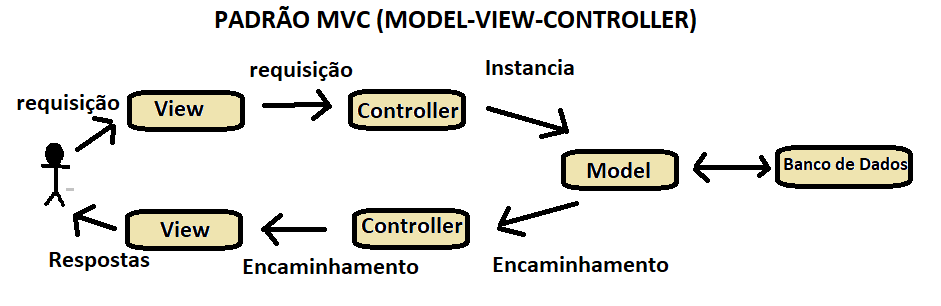 PADRÃO MVC (MODEL-VIEW-CONTROLLER)
requisição
View
requisição
Controller
Instancia
Model
Banco de Dados
Encaminhamento
Controller
Encaminhamento
View
Respostas